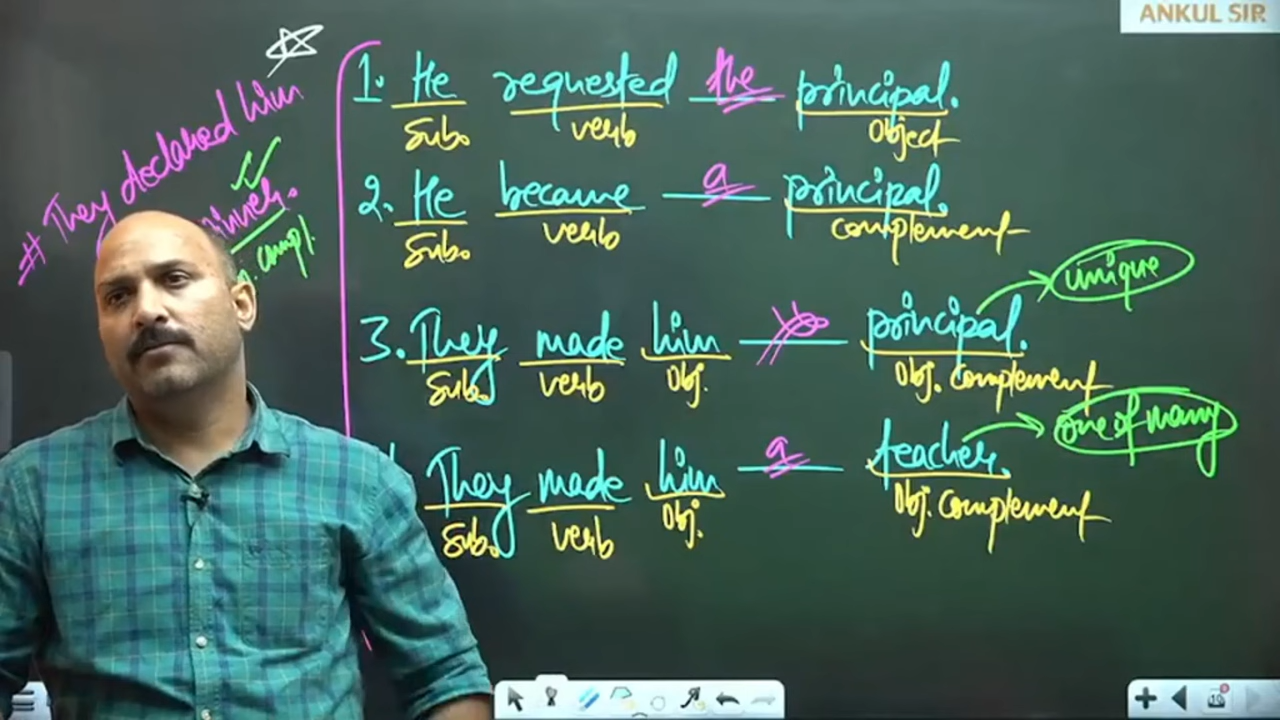 ANKUL SIR
# They declared him
compl.
1. He requested the principal.
Sub. verb Object
2. He became a principal.
Sub. verb complement
unique
3. They made him principal.
Sub. verb Obj. Obj. complement
one of many
They made him a teacher.
Sub. verb Obj. Obj. complement